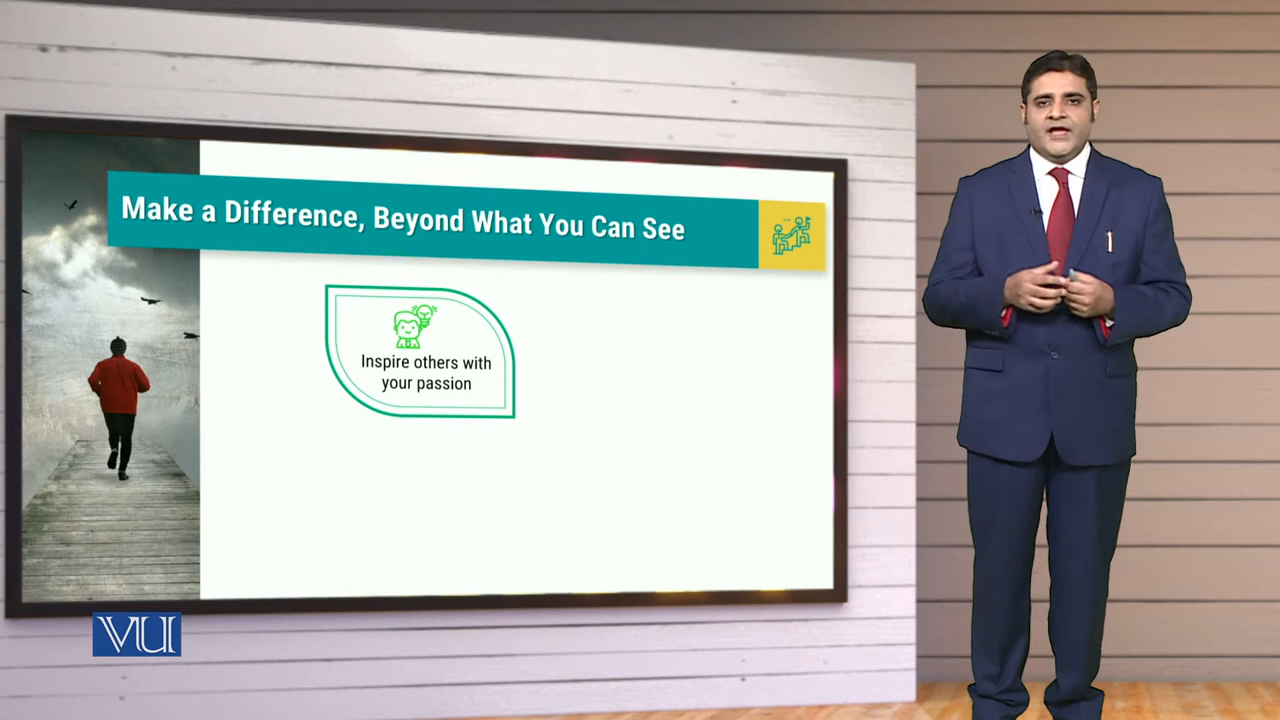 Make a Difference, Beyond What You Can See
Inspire others with
your passion
VU